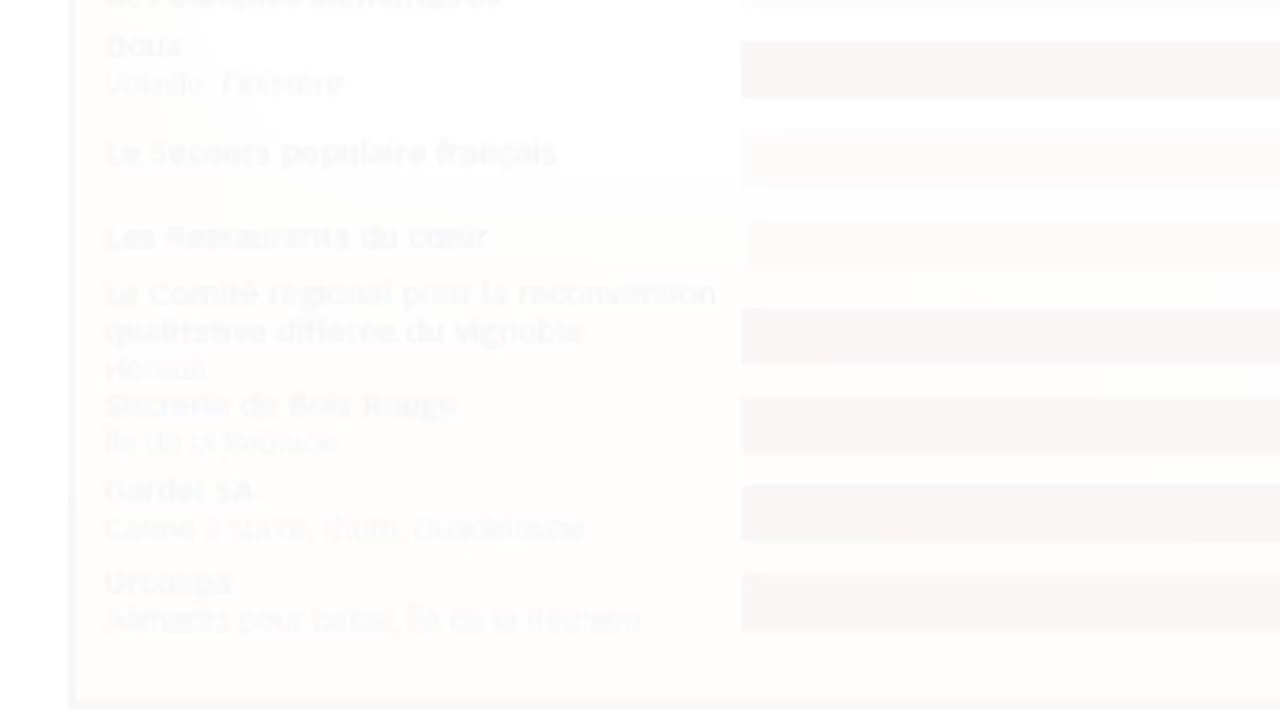 Doux
Volaille, Finistère
Le Secours populaire français
Les Restaurants du cœur
Le Comité régional pour la reconversion
qualitative différée du vignoble
Hérault
Sucrerie de Bois Rouge
Île de la Réunion
Gardel SA
Canne à sucre, rhum, Guadeloupe
Urcoopa
Aliments pour bétail, Île de la Réunion